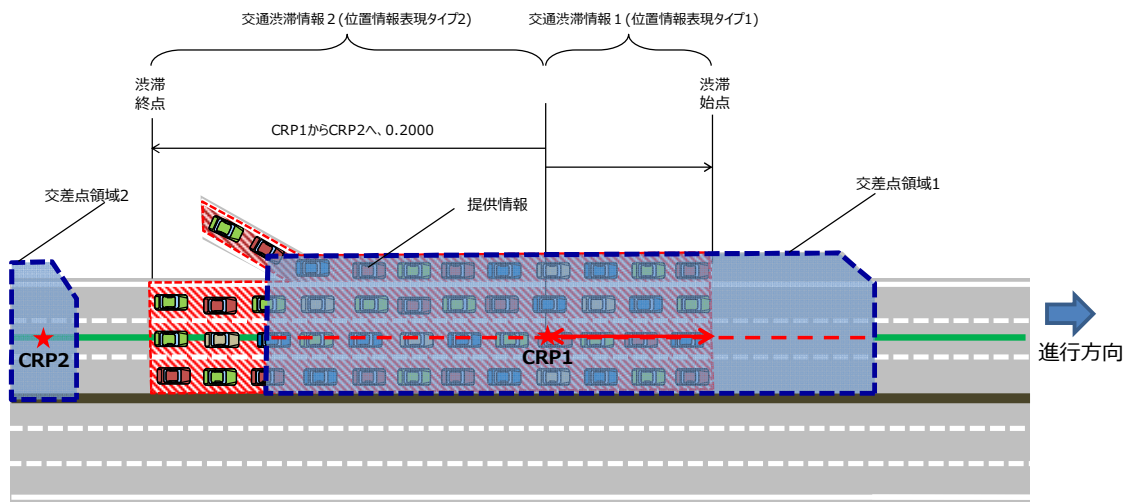 交通渋滞情報２(位置情報表現タイプ2)
交通渋滞情報１(位置情報表現タイプ1)
渋滞
終点
渋滞
始点
CRP1からCRP2へ、0.2000
交差点領域2
提供情報
交差点領域1
CRP2
CRP1
進行方向